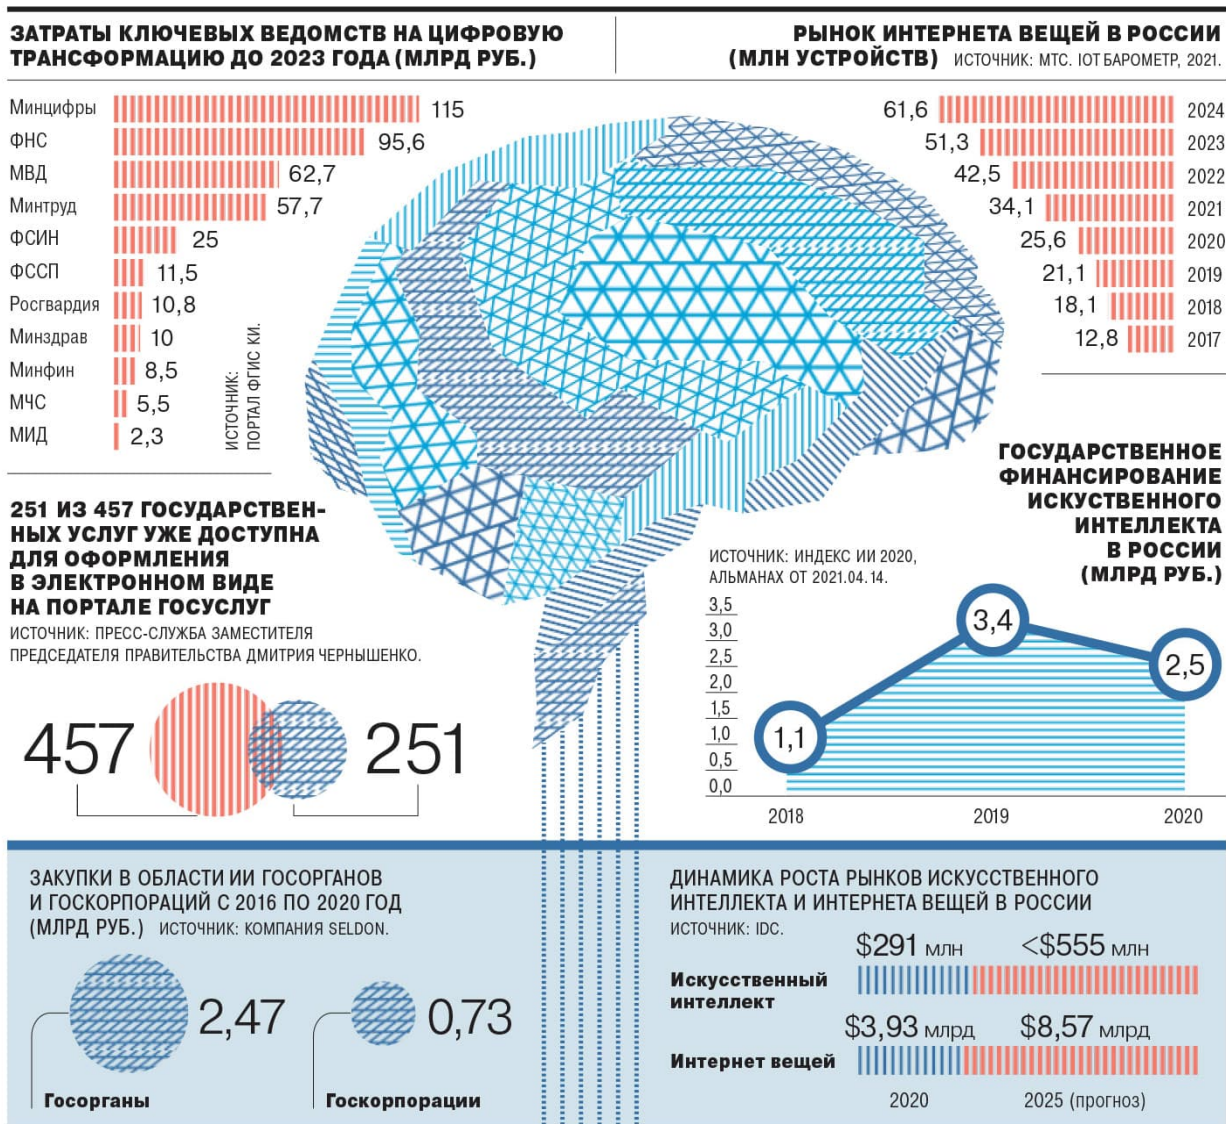 ЗАТРАТЫ КЛЮЧЕВЫХ ВЕДОМСТВ НА ЦИФРОВУЮ
ТРАНСФОРМАЦИЮ ДО 2023 ГОДА (МЛРД РУБ.)
Минцифры 115
ФНС 95,6
МВД 62,7
Минтруд 57,7
ФСИН 25
ФССП 11,5
Росгвардия 10,8
Минздрав 10
Минфин 8,5
МЧС 5,5
МИД 2,3
ИСТОЧНИК:
ПОРТАЛ ФГИС КИ.
РЫНОК ИНТЕРНЕТА ВЕЩЕЙ В РОССИИ
(МЛН УСТРОЙСТВ) ИСТОЧНИК: МТС. IOT БАРОМЕТР, 2021.
61,6 2024
51,3 2023
42,5 2022
34,1 2021
25,6 2020
21,1 2019
18,1 2018
12,8 2017
251 ИЗ 457 ГОСУДАРСТВЕН-
НЫХ УСЛУГ УЖЕ ДОСТУПНА
ДЛЯ ОФОРМЛЕНИЯ
В ЭЛЕКТРОННОМ ВИДЕ
НА ПОРТАЛЕ ГОСУСЛУГ
ИСТОЧНИК: ПРЕСС-СЛУЖБА ЗАМЕСТИТЕЛЯ
ПРЕДСЕДАТЕЛЯ ПРАВИТЕЛЬСТВА ДМИТРИЯ ЧЕРНЫШЕНКО.
457 251
ГОСУДАРСТВЕННОЕ
ФИНАНСИРОВАНИЕ
ИСКУСТВЕННОГО
ИНТЕЛЛЕКТА
В РОССИИ
(МЛРД РУБ.)
ИСТОЧНИК: ИНДЕКС ИИ 2020,
АЛЬМАНАХ ОТ 2021.04.14.
3,5
3,0
2,5
2,0
1,5
1,0
0,5
0,0
1,1
3,4
2,5
2018 2019 2020
ЗАКУПКИ В ОБЛАСТИ ИИ ГОСОРГАНОВ
И ГОСКОРПОРАЦИЙ С 2016 ПО 2020 ГОД
(МЛРД РУБ.) ИСТОЧНИК: КОМПАНИЯ SELDON.
2,47 0,73
Госорганы Госкорпорации
ДИНАМИКА РОСТА РЫНКОВ ИСКУССТВЕННОГО
ИНТЕЛЛЕКТА И ИНТЕРНЕТА ВЕЩЕЙ В РОССИИ
ИСТОЧНИК: IDC.
$291 млн <$555 млн
Искусственный
интеллект
$3,93 млрд $8,57 млрд
Интернет вещей
2020 2025 (прогноз)